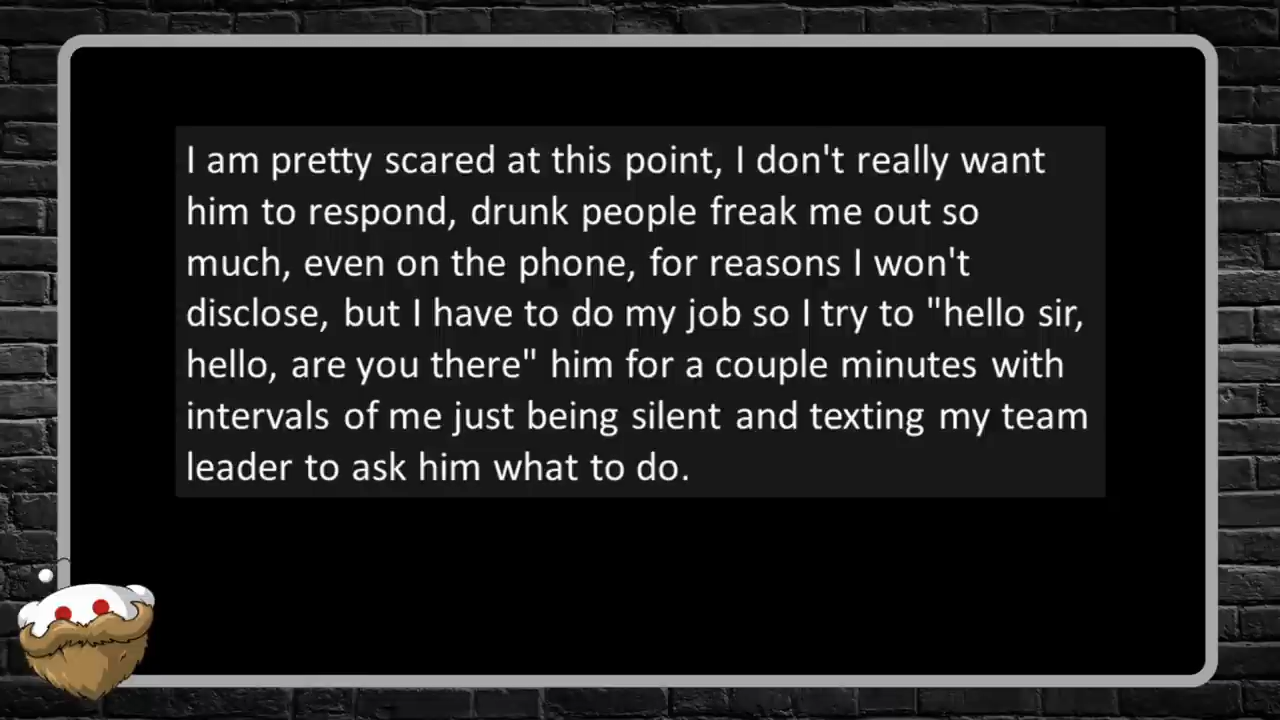 I am pretty scared at this point, I don't really want
him to respond, drunk people freak me out so
much, even on the phone, for reasons I won't
disclose, but I have to do my job so I try to "hello sir,
hello, are you there" him for a couple minutes with
intervals of me just being silent and texting my team
leader to ask him what to do.